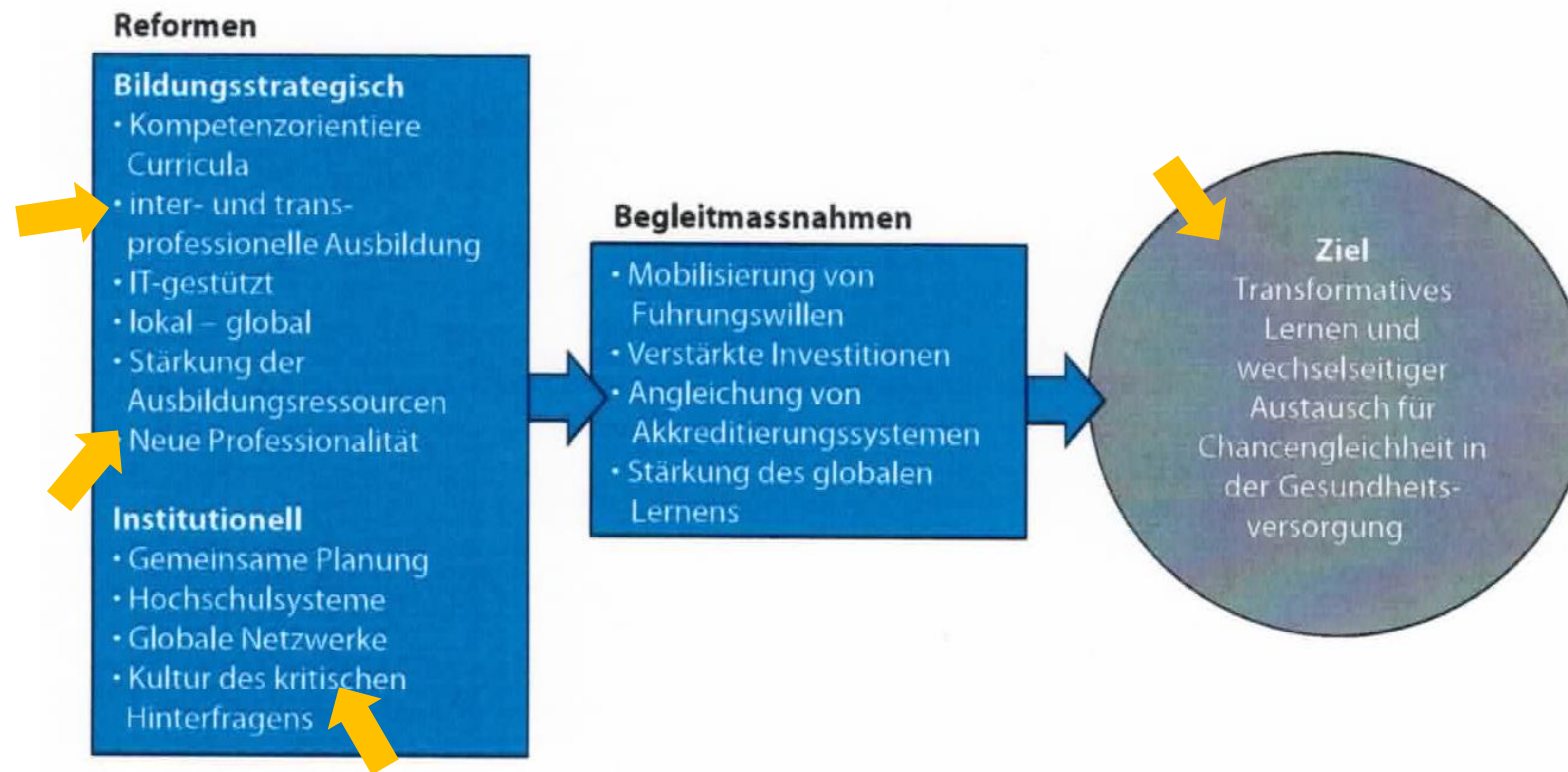 Reformen
Bildungsstrategisch
• Kompetenzorientiere
Curricula
• inter- und trans-
professionelle Ausbildung
• IT-gestützt
• lokal – global
• Stärkung der
Ausbildungsressourcen
• Neue Professionalität
Institutionell
• Gemeinsame Planung
• Hochschulsysteme
• Globale Netzwerke
• Kultur des kritischen
Hinterfragens
Begleitmassnahmen
• Mobilisierung von
Fuhrungswillen
• Verstärkte Investitionen
• Angleichung von
Akkreditierungssystemen
• Stärkung des globalen
Lernens
Ziel
Transformatives
Lernen und
wechselseitiger
Austausch für
Chancengleichheit in
der Gesundheits-
versorgung